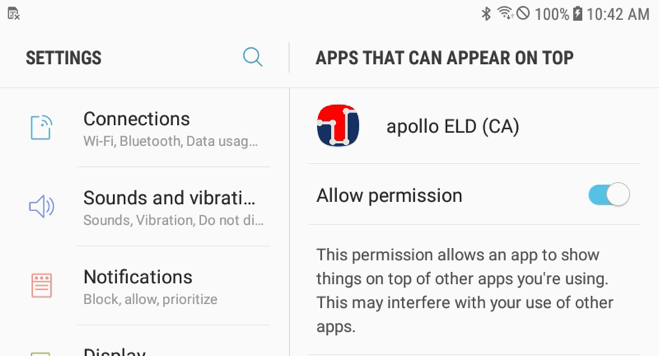 100% 10:42 AM
SETTINGS
APPS THAT CAN APPEAR ON TOP
Connections
Wi-Fi, Bluetooth, Data usag...
apollo ELD (CA)
Sounds and vibrati...
Sounds, Vibration, Do not di...
Allow permission
Notifications
Block, allow, prioritize
This permission allows an app to show
things on top of other apps you're using.
This may interfere with your use of other
apps.
Display